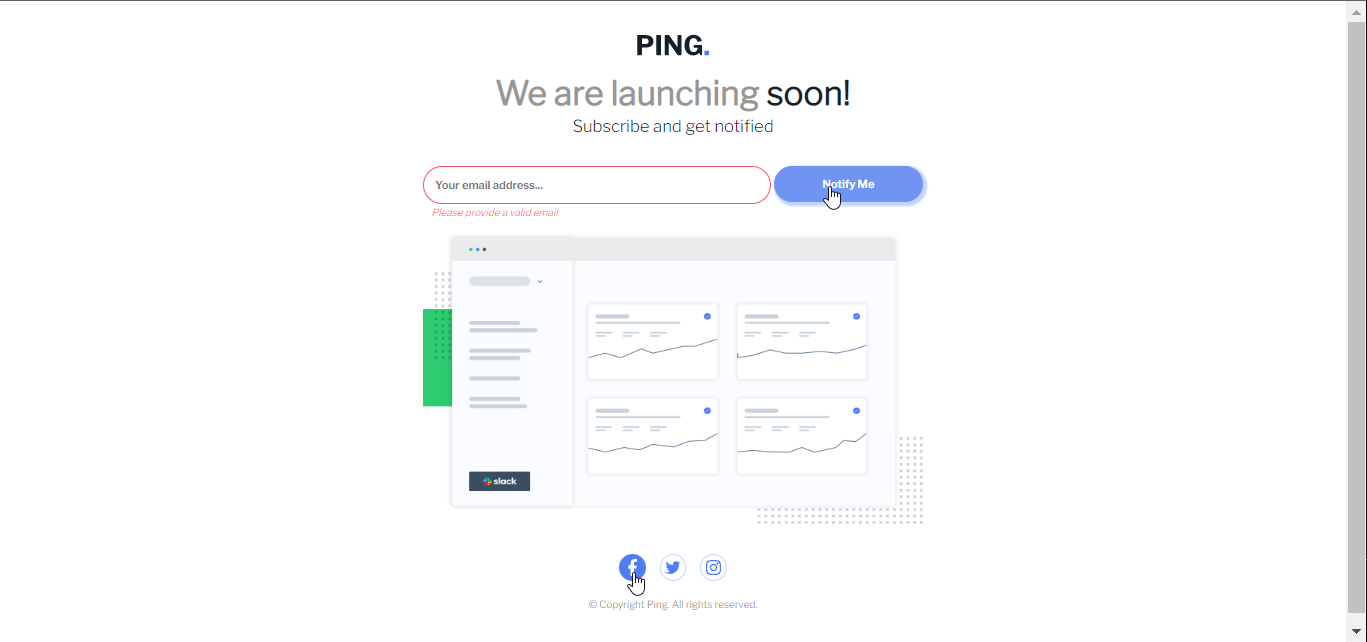 PING.
We are launching soon!
Subscribe and get notified
Your email address...
Notify Me
Please provide a valid email
slack
© Copyright Ping. All rights reserved.